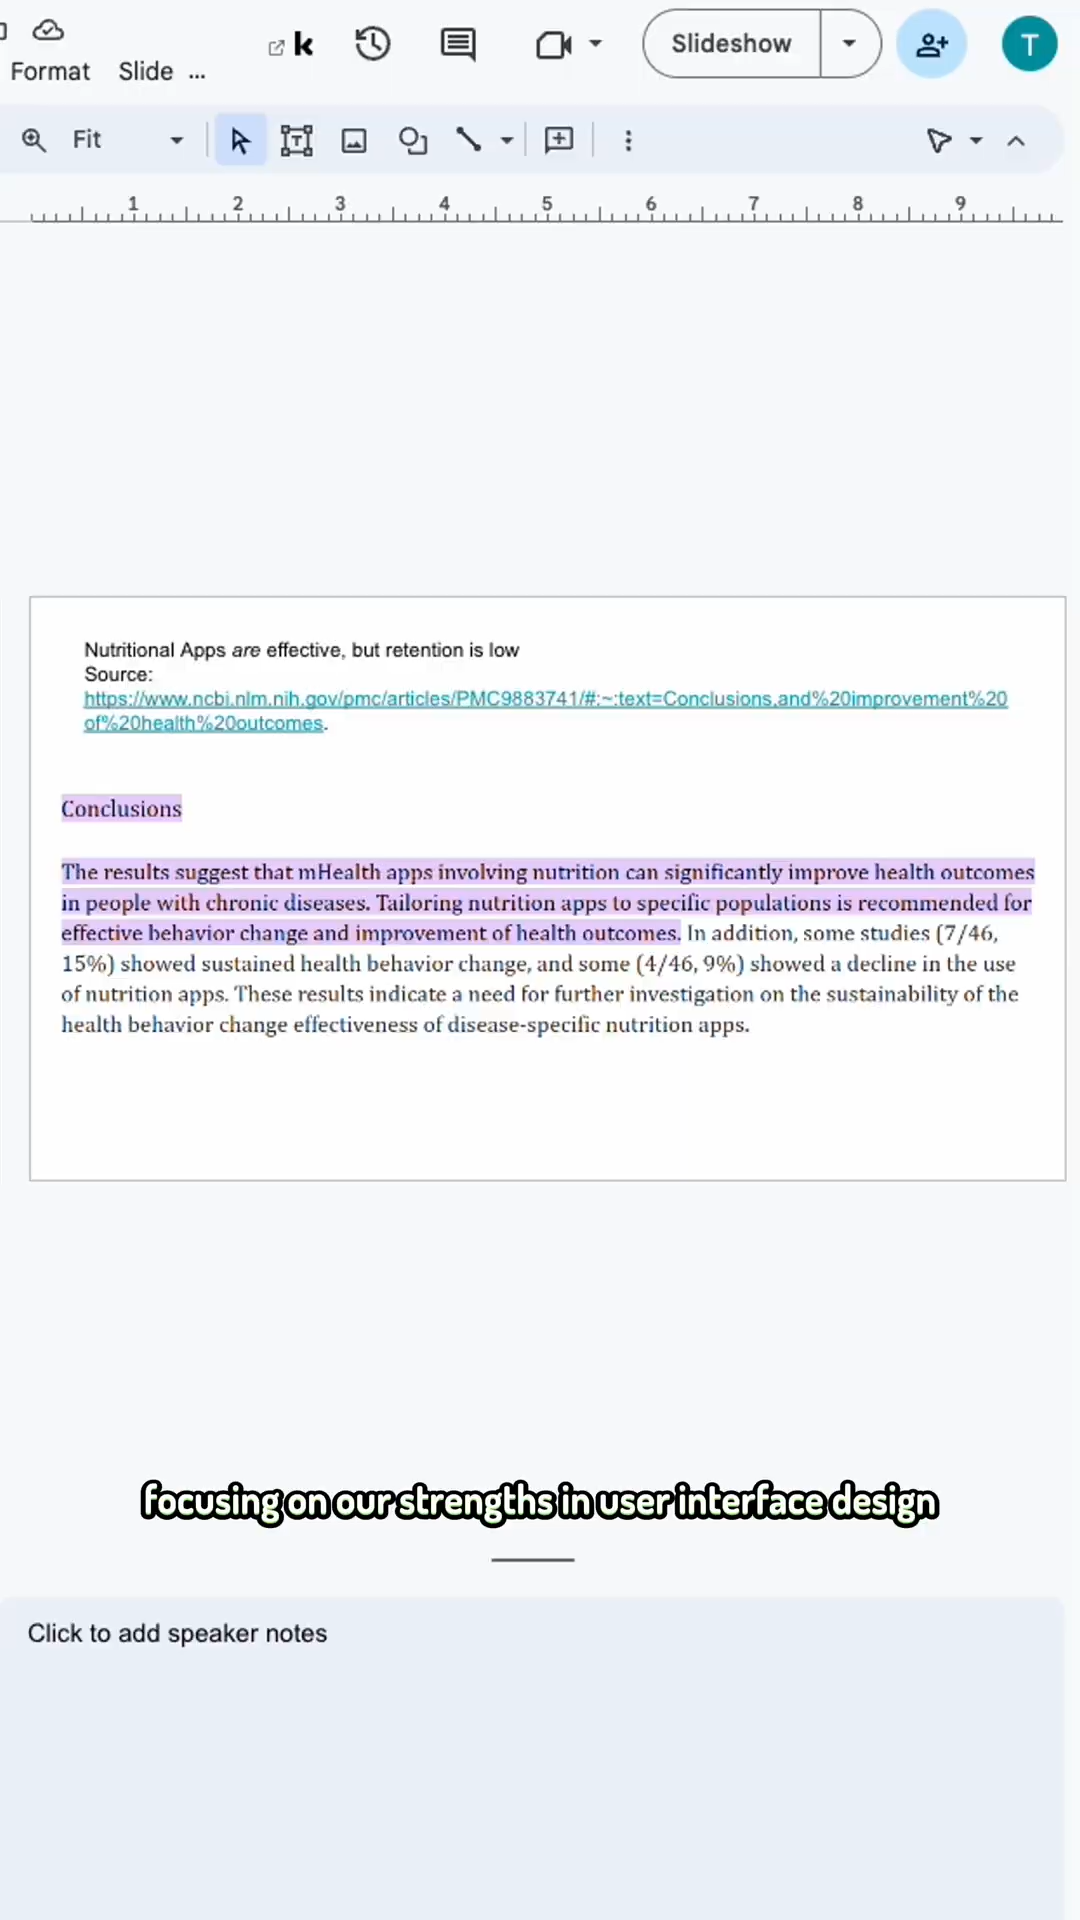 k
Slideshow
T
Format Slide ...
Fit
1 2 3 4 5 6 7 8 9
Nutritional Apps are effective, but retention is low
Source:
https://www.ncbi.nlm.nih.gov/pmc/articles/PMC9883741/#:~:text=Conclusions,and%20improvement%20
of%20health%20outcomes.
Conclusions
The results suggest that mHealth apps involving nutrition can significantly improve health outcomes
in people with chronic diseases. Tailoring nutrition apps to specific populations is recommended for
effective behavior change and improvement of health outcomes. In addition, some studies (7/46,
15%) showed sustained health behavior change, and some (4/46, 9%) showed a decline in the use
of nutrition apps. These results indicate a need for further investigation on the sustainability of the
health behavior change effectiveness of disease-specific nutrition apps.
focusing on our strengths in user interface design
Click to add speaker notes